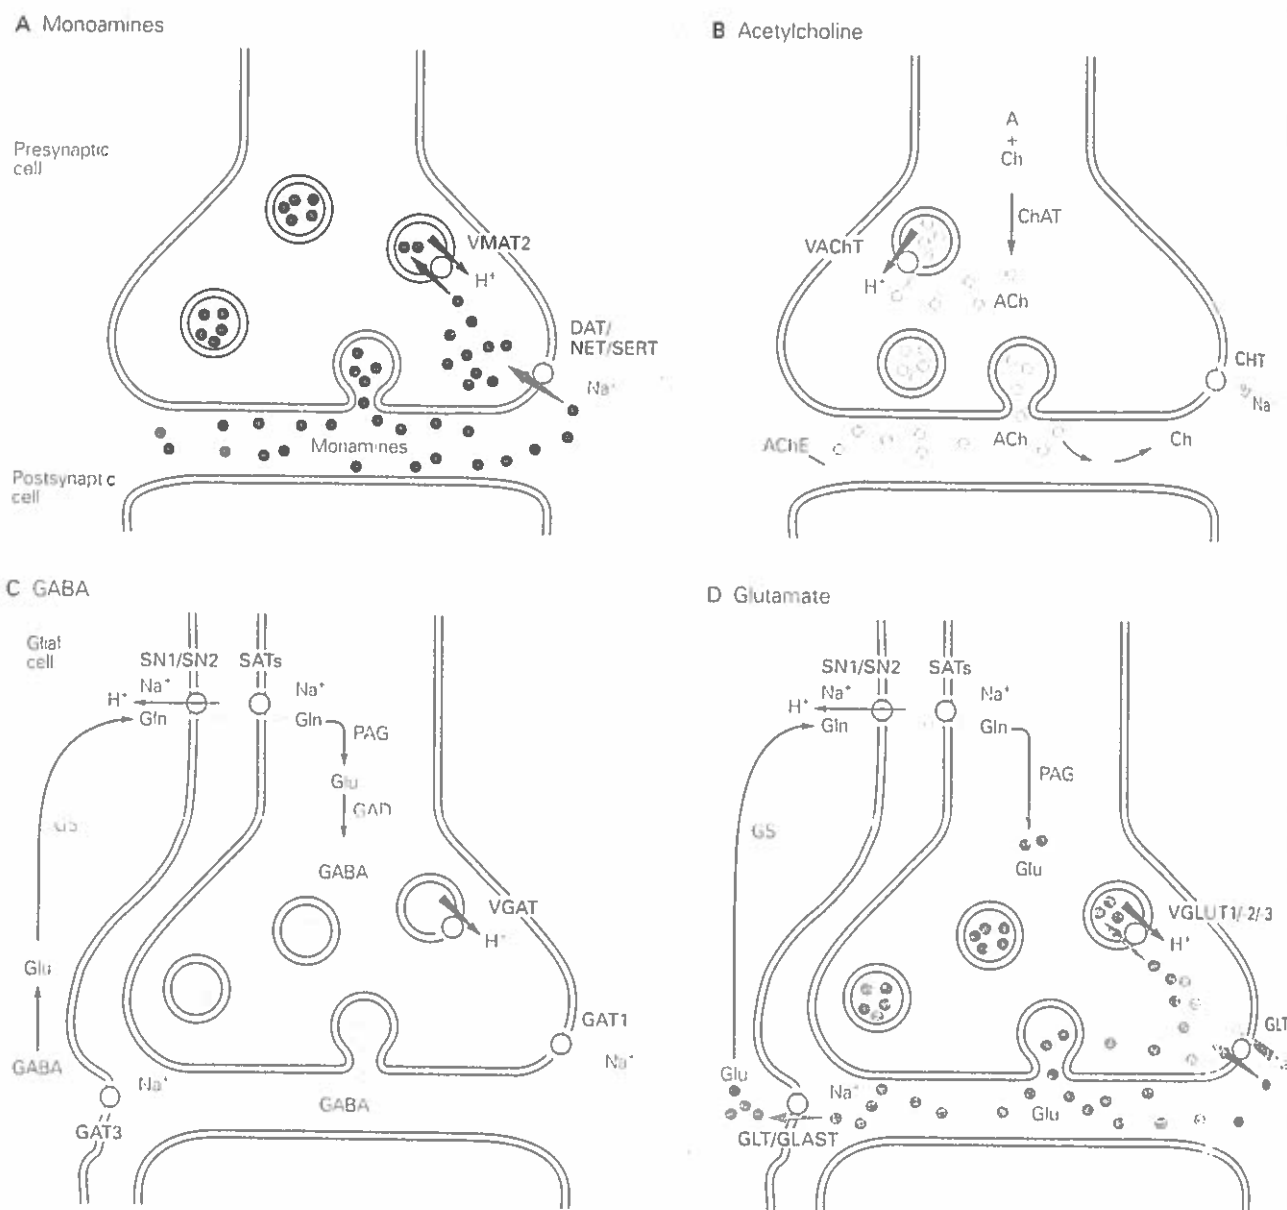 A Monoamines
Presynaptic
cell
VMAT2
H+
DAT/
NET/SERT
Na+
Monamines
Postsynaptic
cell
B Acetylcholine
A
+
Ch
ChAT
VAChT
H+
ACh
CHT
Na
AChE
ACh
Ch
C GABA
Glial
cell
SN1/SN2
SATs
H+
Na+
Na+
Gln
Gln
PAG
Glu
GAD
GS
GABA
VGAT
H+
Glu
GAT1
Na+
GABA
Na+
GABA
GAT3
D Glutamate
SN1/SN2
SATs
H+
Na+
Na+
Gln
Gln
PAG
GS
Glu
VGLUT1/-2/-3
H+
GLT
Glu
Na+
Glu
GLT/GLAST